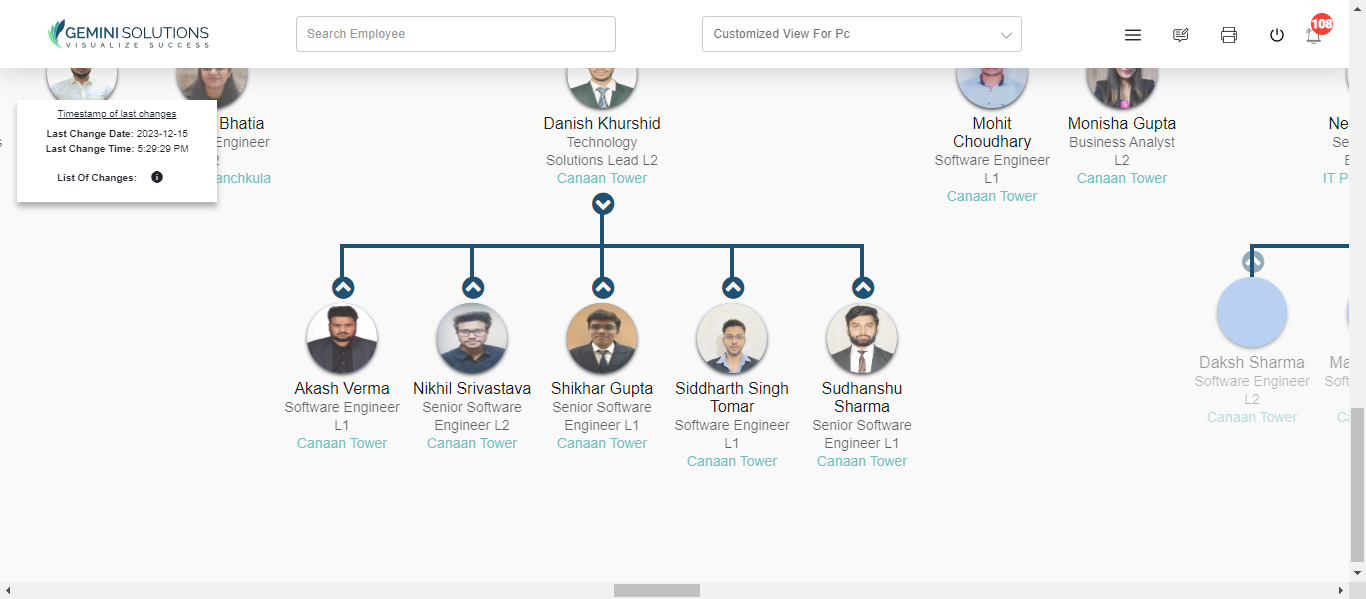 GEMINI SOLUTIONS
VISUALIZE SUCCESS
Search Employee
Customized View For Pc
108
Timestamp of last changes
Last Change Date: 2023-12-15
Last Change Time: 5:29:29 PM
List Of Changes:
Bhatia
Engineer
anchkula
Danish Khurshid
Technology
Solutions Lead L2
Canaan Tower
Mohit
Choudhary
Software Engineer
L1
Canaan Tower
Monisha Gupta
Business Analyst
L2
Canaan Tower
Ne
Se
IT P
Akash Verma
Software Engineer
L1
Canaan Tower
Nikhil Srivastava
Senior Software
Engineer L2
Canaan Tower
Shikhar Gupta
Senior Software
Engineer L1
Canaan Tower
Siddharth Singh
Tomar
Software Engineer
L1
Canaan Tower
Sudhanshu
Sharma
Senior Software
Engineer L1
Canaan Tower
Daksh Sharma
Software Engineer
L2
Canaan Tower
Ma
Soft
Ca